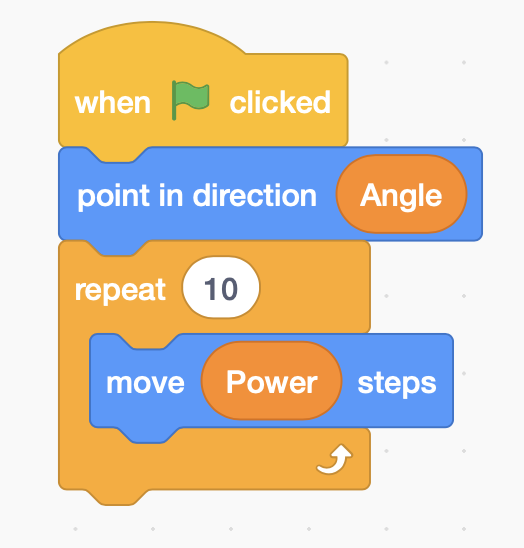 when clicked
point in direction Angle
repeat 10
move Power steps